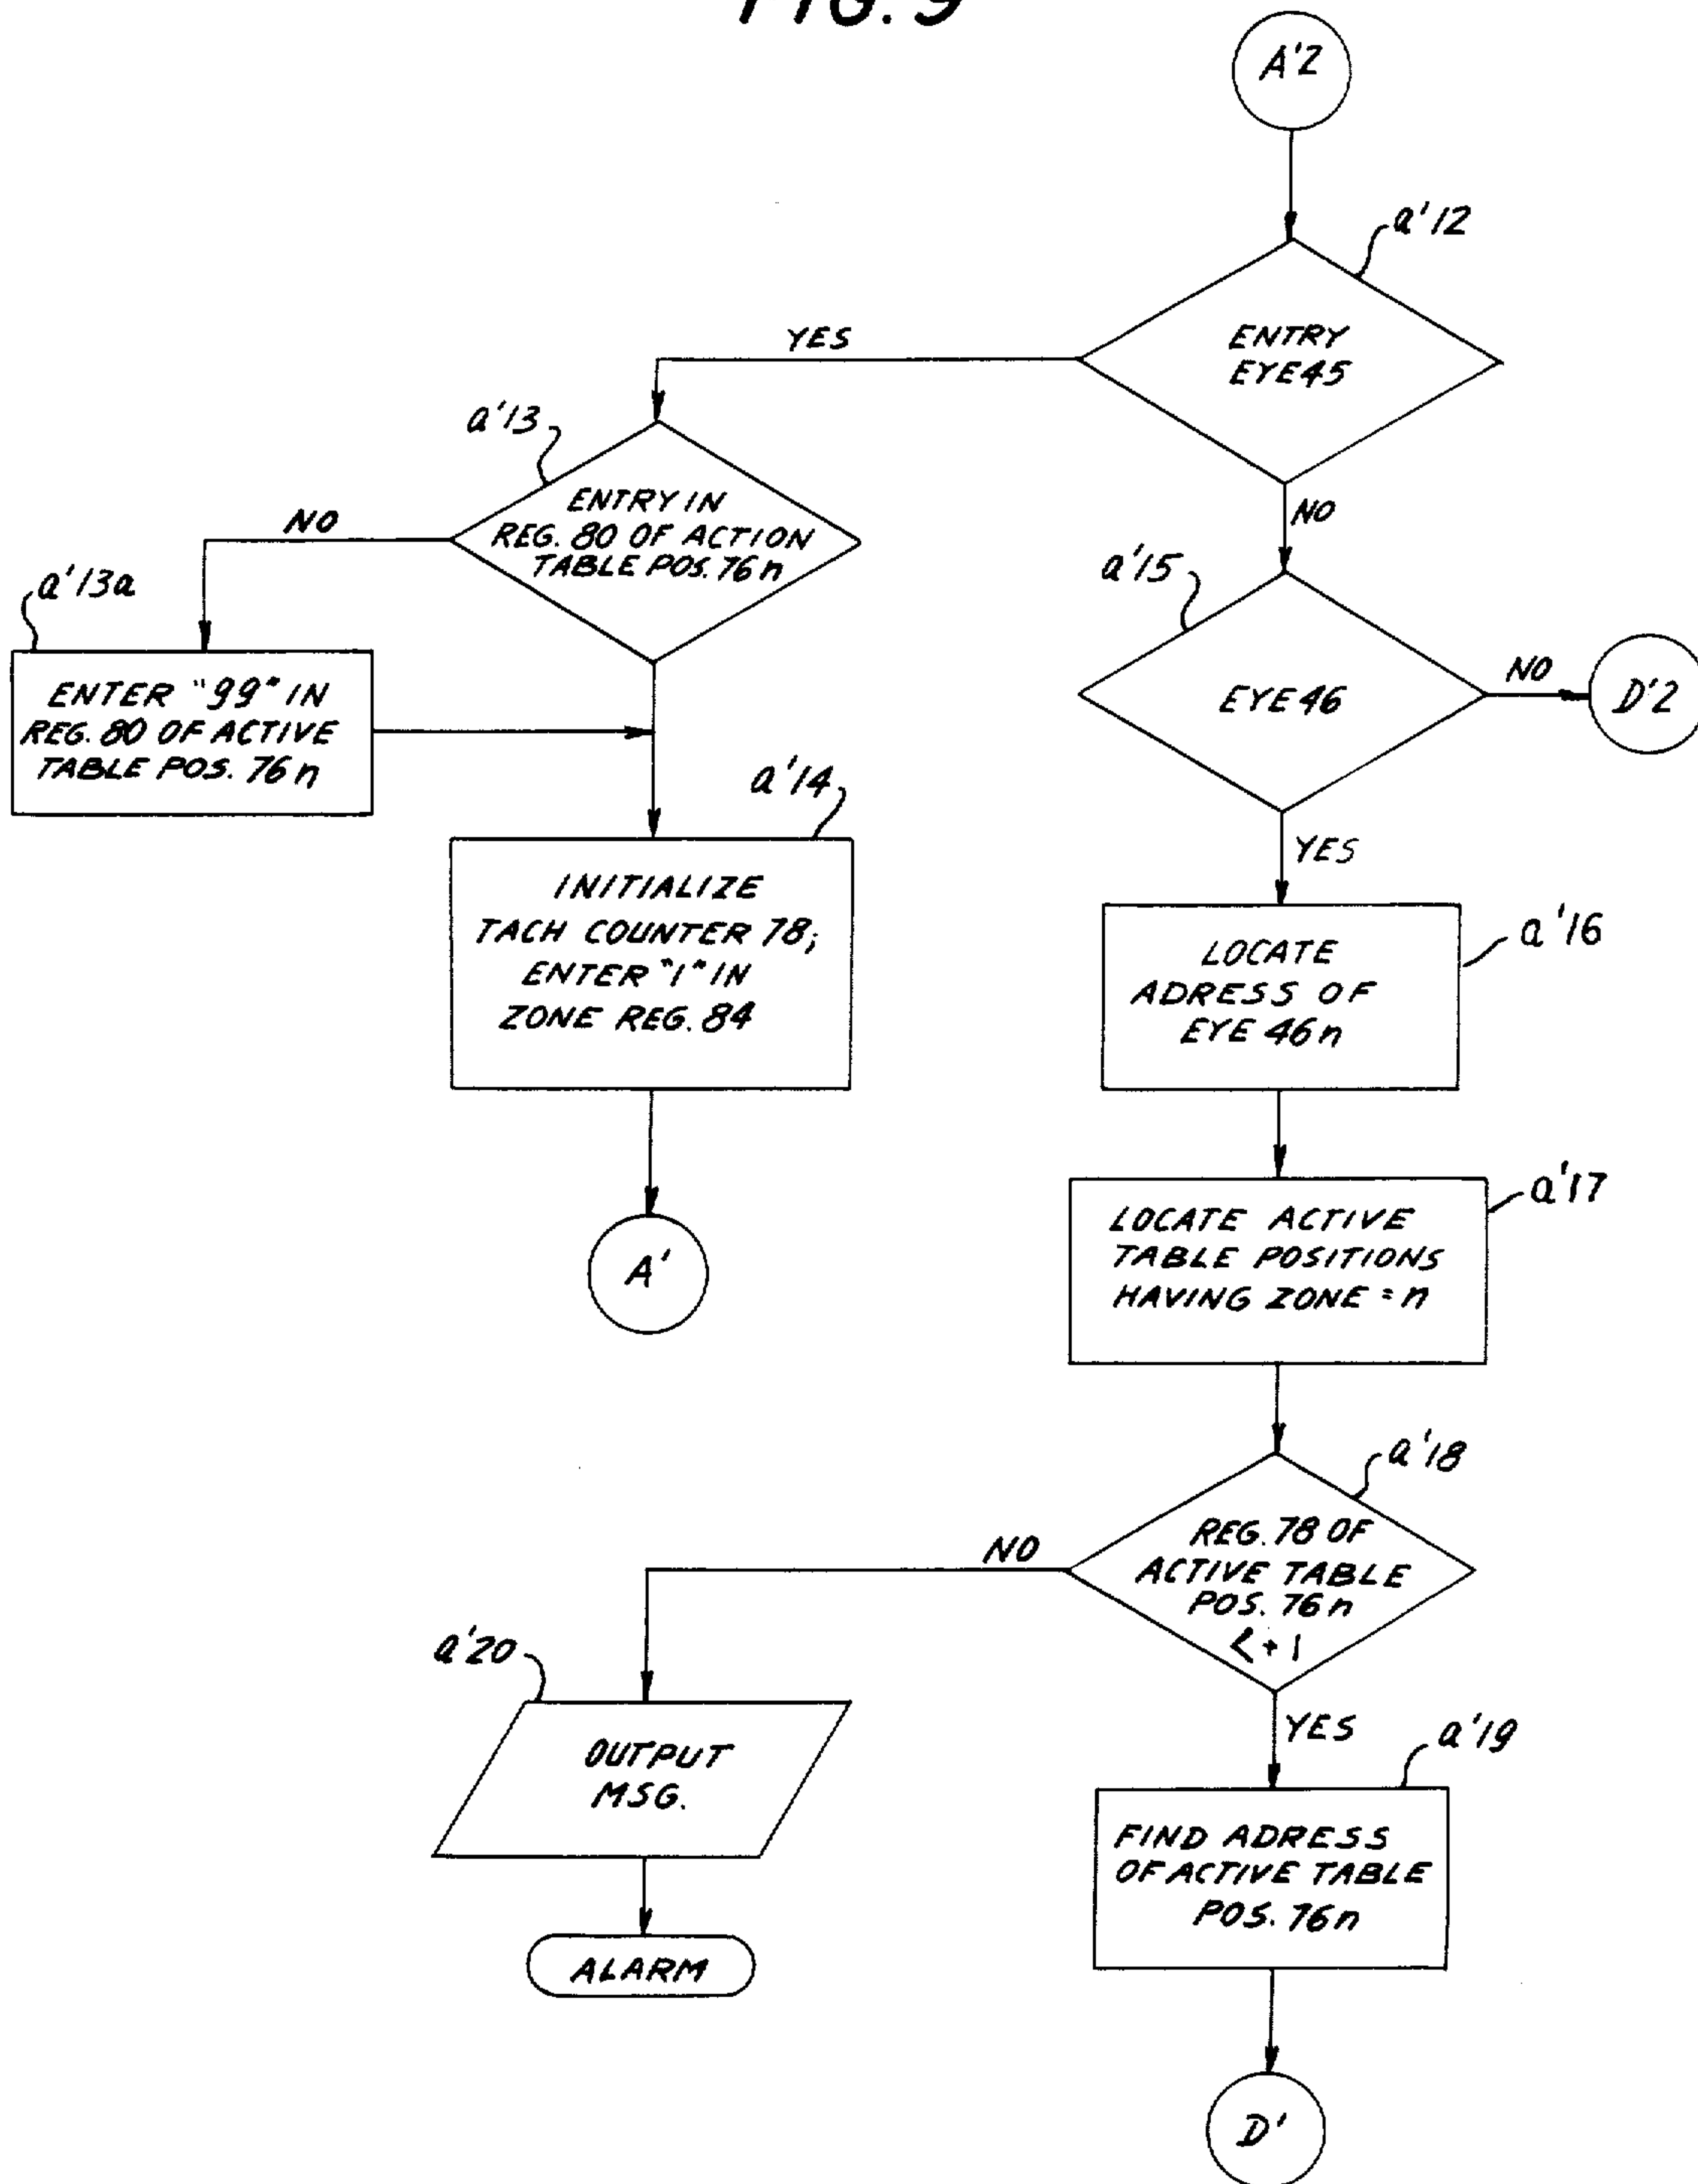 FIG. 9
A'2
a'12
ENTRY
EYE 45
YES
NO
a'13
ENTRY IN
REG. 80 OF ACTION
TABLE POS. 76n
NO
a'13a
ENTER "99" IN
REG. 80 OF ACTIVE
TABLE POS. 76n
a'14
INITIALIZE
TACH COUNTER 78;
ENTER "1" IN
ZONE REG. 84
A'
a'15
EYE 46
NO
D'2
YES
a'16
LOCATE
ADRESS OF
EYE 46n
a'17
LOCATE ACTIVE
TABLE POSITIONS
HAVING ZONE = n
a'18
REG. 78 OF
ACTIVE TABLE
POS. 76n
< + 1
NO
a'20
OUTPUT
MSG.
ALARM
YES
a'19
FIND ADRESS
OF ACTIVE TABLE
POS. 76n
D'